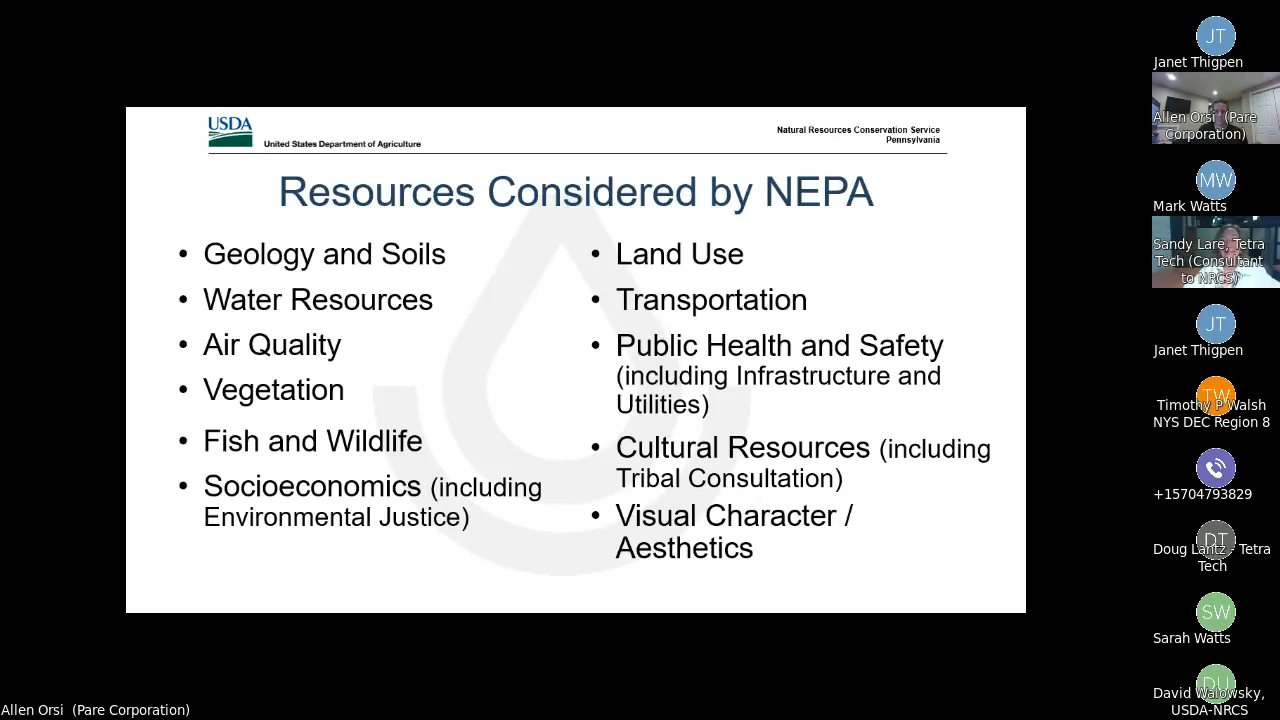 USDA
United States Department of Agriculture
Natural Resources Conservation Service
Pennsylvania
Resources Considered by NEPA
• Geology and Soils
• Water Resources
• Air Quality
• Vegetation
• Fish and Wildlife
• Socioeconomics (including
Environmental Justice)
• Land Use
• Transportation
• Public Health and Safety
(including Infrastructure and
Utilities)
• Cultural Resources (including
Tribal Consultation)
• Visual Character /
Aesthetics
JT
Janet Thigpen
Allen Orsi (Pare
Corporation)
MW
Mark Watts
Sandy Lare, Tetra
Tech (Consultant
to NRCS)
JT
Janet Thigpen
TW
Timothy P Walsh
NYS DEC Region 8
+15704793829
DT
Doug Lantz - Tetra
Tech
SW
Sarah Watts
DU
David Walowsky,
USDA-NRCS
Allen Orsi (Pare Corporation)